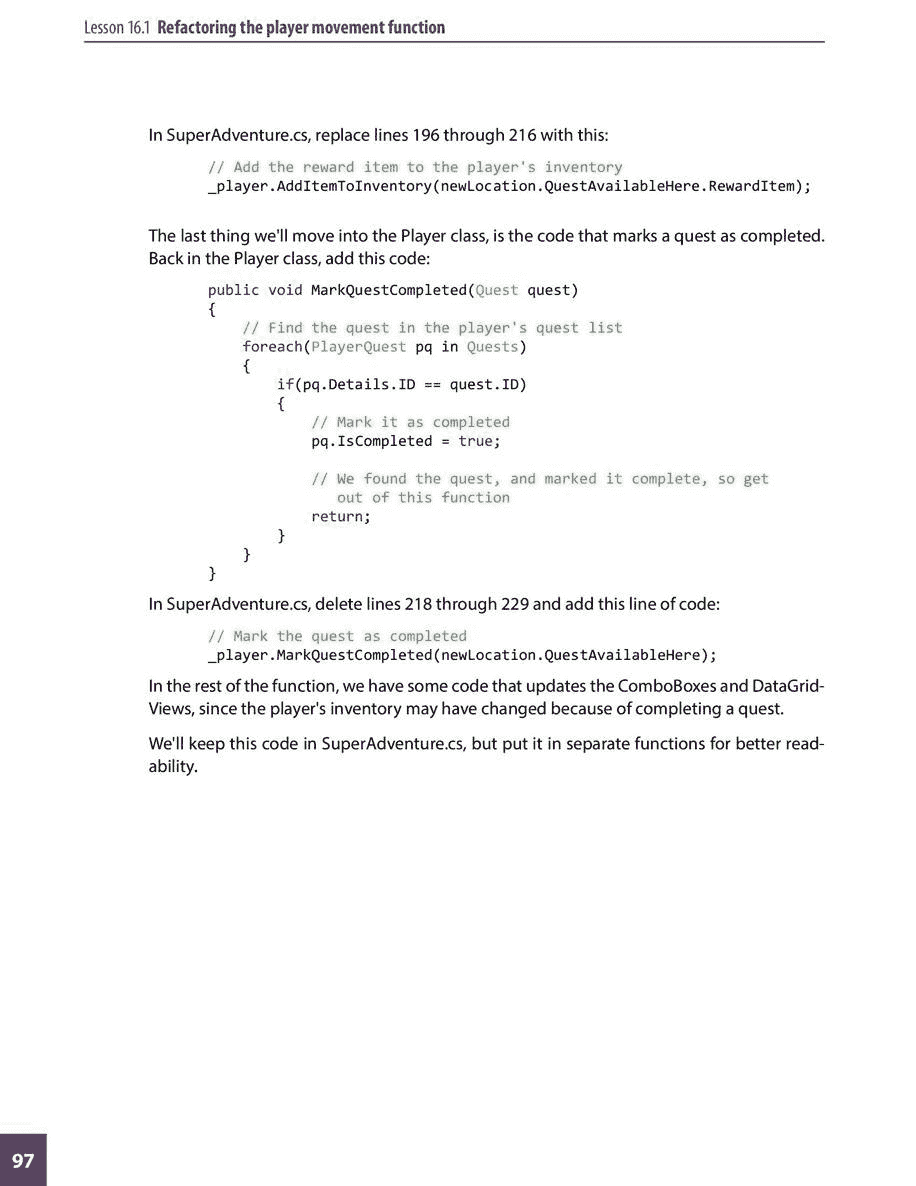 Lesson 16.1 Refactoring the player movement function
In SuperAdventure.cs, replace lines 196 through 216 with this:
// Add the reward item to the player's inventory
_player.AddItemToInventory(newLocation.QuestAvailableHere.RewardItem);
The last thing we'll move into the Player class, is the code that marks a quest as completed.
Back in the Player class, add this code:
public void MarkQuestCompleted(Quest quest)
{
    // Find the quest in the player's quest list
    foreach(PlayerQuest pq in Quests)
    {
        if(pq.Details.ID == quest.ID)
        {
            // Mark it as completed
            pq.IsCompleted = true;
            // We found the quest, and marked it complete, so get
               out of this function
            return;
        }
    }
}
In SuperAdventure.cs, delete lines 218 through 229 and add this line of code:
// Mark the quest as completed
_player.MarkQuestCompleted(newLocation.QuestAvailableHere);
In the rest of the function, we have some code that updates the ComboBoxes and DataGrid-
Views, since the player's inventory may have changed because of completing a quest.
We'll keep this code in SuperAdventure.cs, but put it in separate functions for better read-
ability.
97